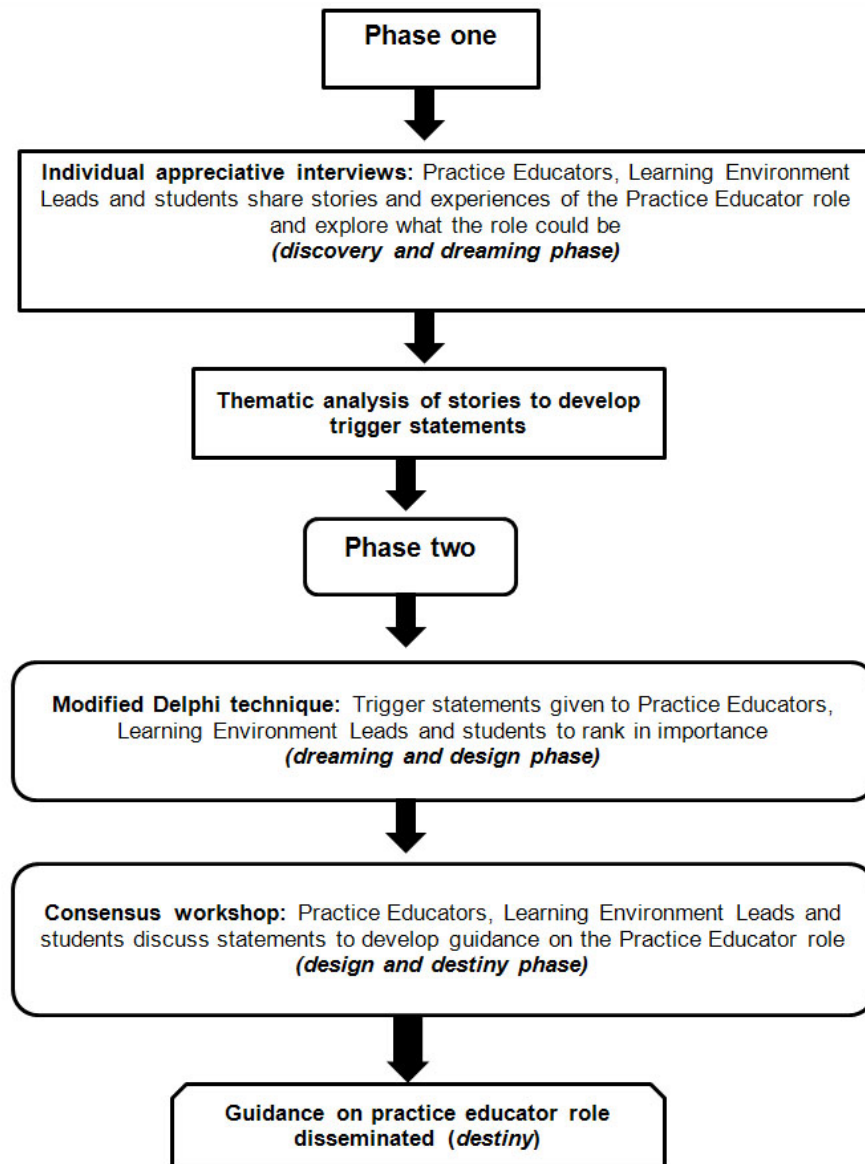 Phase one
Individual appreciative interviews: Practice Educators, Learning Environment
Leads and students share stories and experiences of the Practice Educator role
and explore what the role could be
(discovery and dreaming phase)
Thematic analysis of stories to develop
trigger statements
Phase two
Modified Delphi technique: Trigger statements given to Practice Educators,
Learning Environment Leads and students to rank in importance
(dreaming and design phase)
Consensus workshop: Practice Educators, Learning Environment Leads and
students discuss statements to develop guidance on the Practice Educator role
(design and destiny phase)
Guidance on practice educator role
disseminated (destiny)